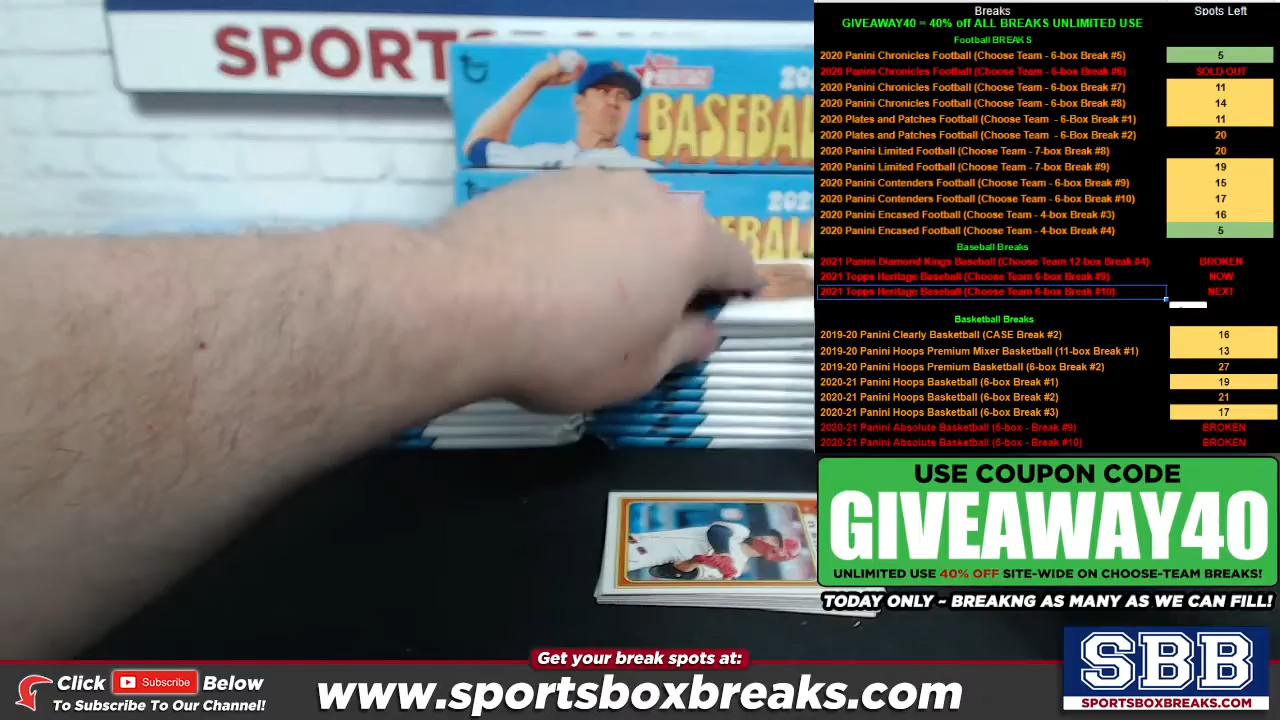 SPORTS
HERITAGE
20
BASEBAL
202
BALL
Breaks Spots Left
GIVEAWAY40 = 40% off ALL BREAKS UNLIMITED USE
Football BREAKS
2020 Panini Chronicles Football (Choose Team - 6-box Break #5) 5
2020 Panini Chronicles Football (Choose Team - 6-box Break #6) SOLD OUT
2020 Panini Chronicles Football (Choose Team - 6-box Break #7) 11
2020 Panini Chronicles Football (Choose Team - 6-box Break #8) 14
2020 Plates and Patches Football (Choose Team - 6-Box Break #1) 11
2020 Plates and Patches Football (Choose Team - 6-Box Break #2) 20
2020 Panini Limited Football (Choose Team - 7-box Break #8) 20
2020 Panini Limited Football (Choose Team - 7-box Break #9) 19
2020 Panini Contenders Football (Choose Team - 6-box Break #9) 15
2020 Panini Contenders Football (Choose Team - 6-box Break #10) 17
2020 Panini Encased Football (Choose Team - 4-box Break #3) 16
2020 Panini Encased Football (Choose Team - 4-box Break #4) 5
Baseball Breaks
2021 Panini Diamond Kings Baseball (Choose Team 12-box Break #4) BROKEN
2021 Topps Heritage Baseball (Choose Team 6-box Break #9) NOW
2021 Topps Heritage Baseball (Choose Team 6-box Break #10) NEXT
Basketball Breaks
2019-20 Panini Clearly Basketball (CASE Break #2) 16
2019-20 Panini Hoops Premium Mixer Basketball (11-box Break #1) 13
2019-20 Panini Hoops Premium Basketball (6-box Break #2) 27
2020-21 Panini Hoops Basketball (6-box Break #1) 19
2020-21 Panini Hoops Basketball (6-box Break #2) 21
2020-21 Panini Hoops Basketball (6-box Break #3) 17
2020-21 Panini Absolute Basketball (5-box - Break #9) BROKEN
2020-21 Panini Absolute Basketball (5-box - Break #10) BROKEN
USE COUPON CODE
GIVEAWAY40
UNLIMITED USE 40% OFF SITE-WIDE ON CHOOSE-TEAM BREAKS!
TODAY ONLY ~ BREAKNG AS MANY AS WE CAN FILL!
Get your break spots at:
Click Subscribe Below
To Subscribe To Our Channel!
www.sportsboxbreaks.com
SBB
SPORTSBOXBREAKS.COM